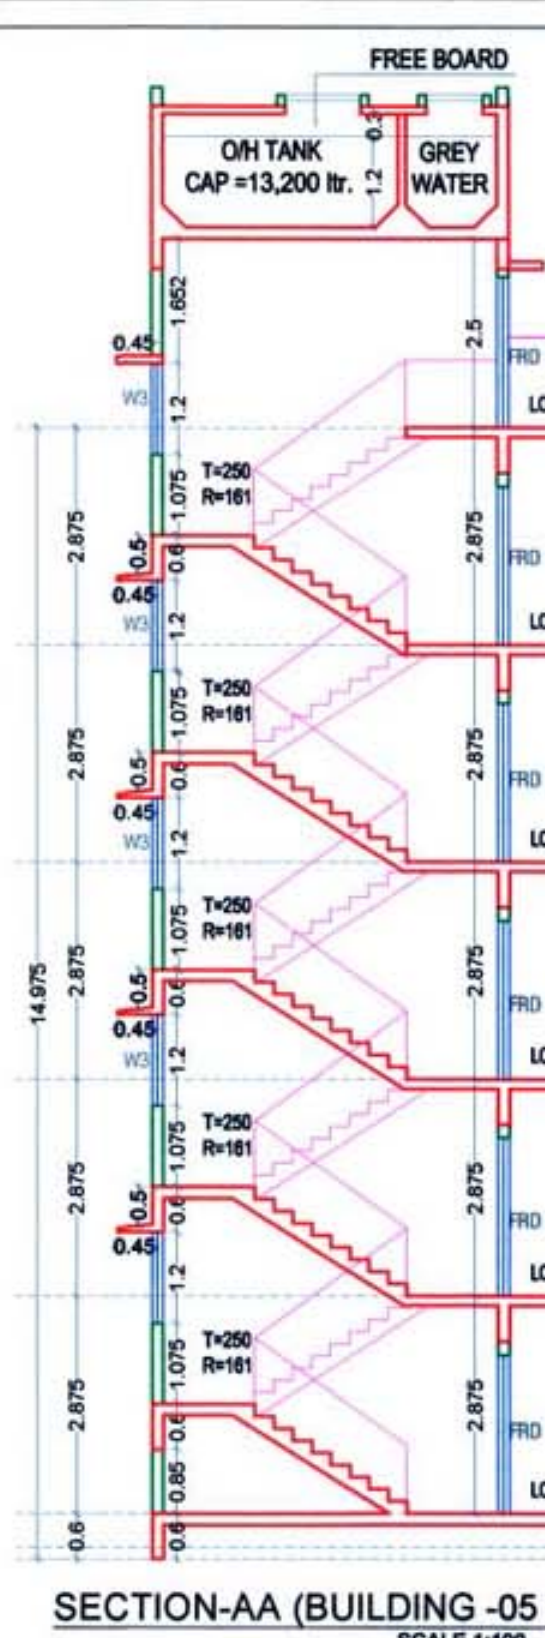 FREE BOARD
O/H TANK
CAP =13,200 ltr.
0.3
1.2
GREY
WATER
1.652
2.5
0.45
FRD
W3
1.2
LO
T=250
R=161
1.075
2.875
2.875
0.5
0.6
FRD
0.45
W3
1.2
LO
T=250
R=161
1.075
2.875
2.875
0.5
0.6
FRD
0.45
W3
1.2
LO
T=250
R=161
1.075
14.975
2.875
2.875
0.5
0.6
FRD
0.45
W3
1.2
LO
T=250
R=161
1.075
2.875
2.875
0.5
0.6
FRD
0.45
1.2
LO
T=250
R=161
1.075
2.875
2.875
0.6
FRD
0.85
LO
0.6
0.6
SECTION-AA (BUILDING -05